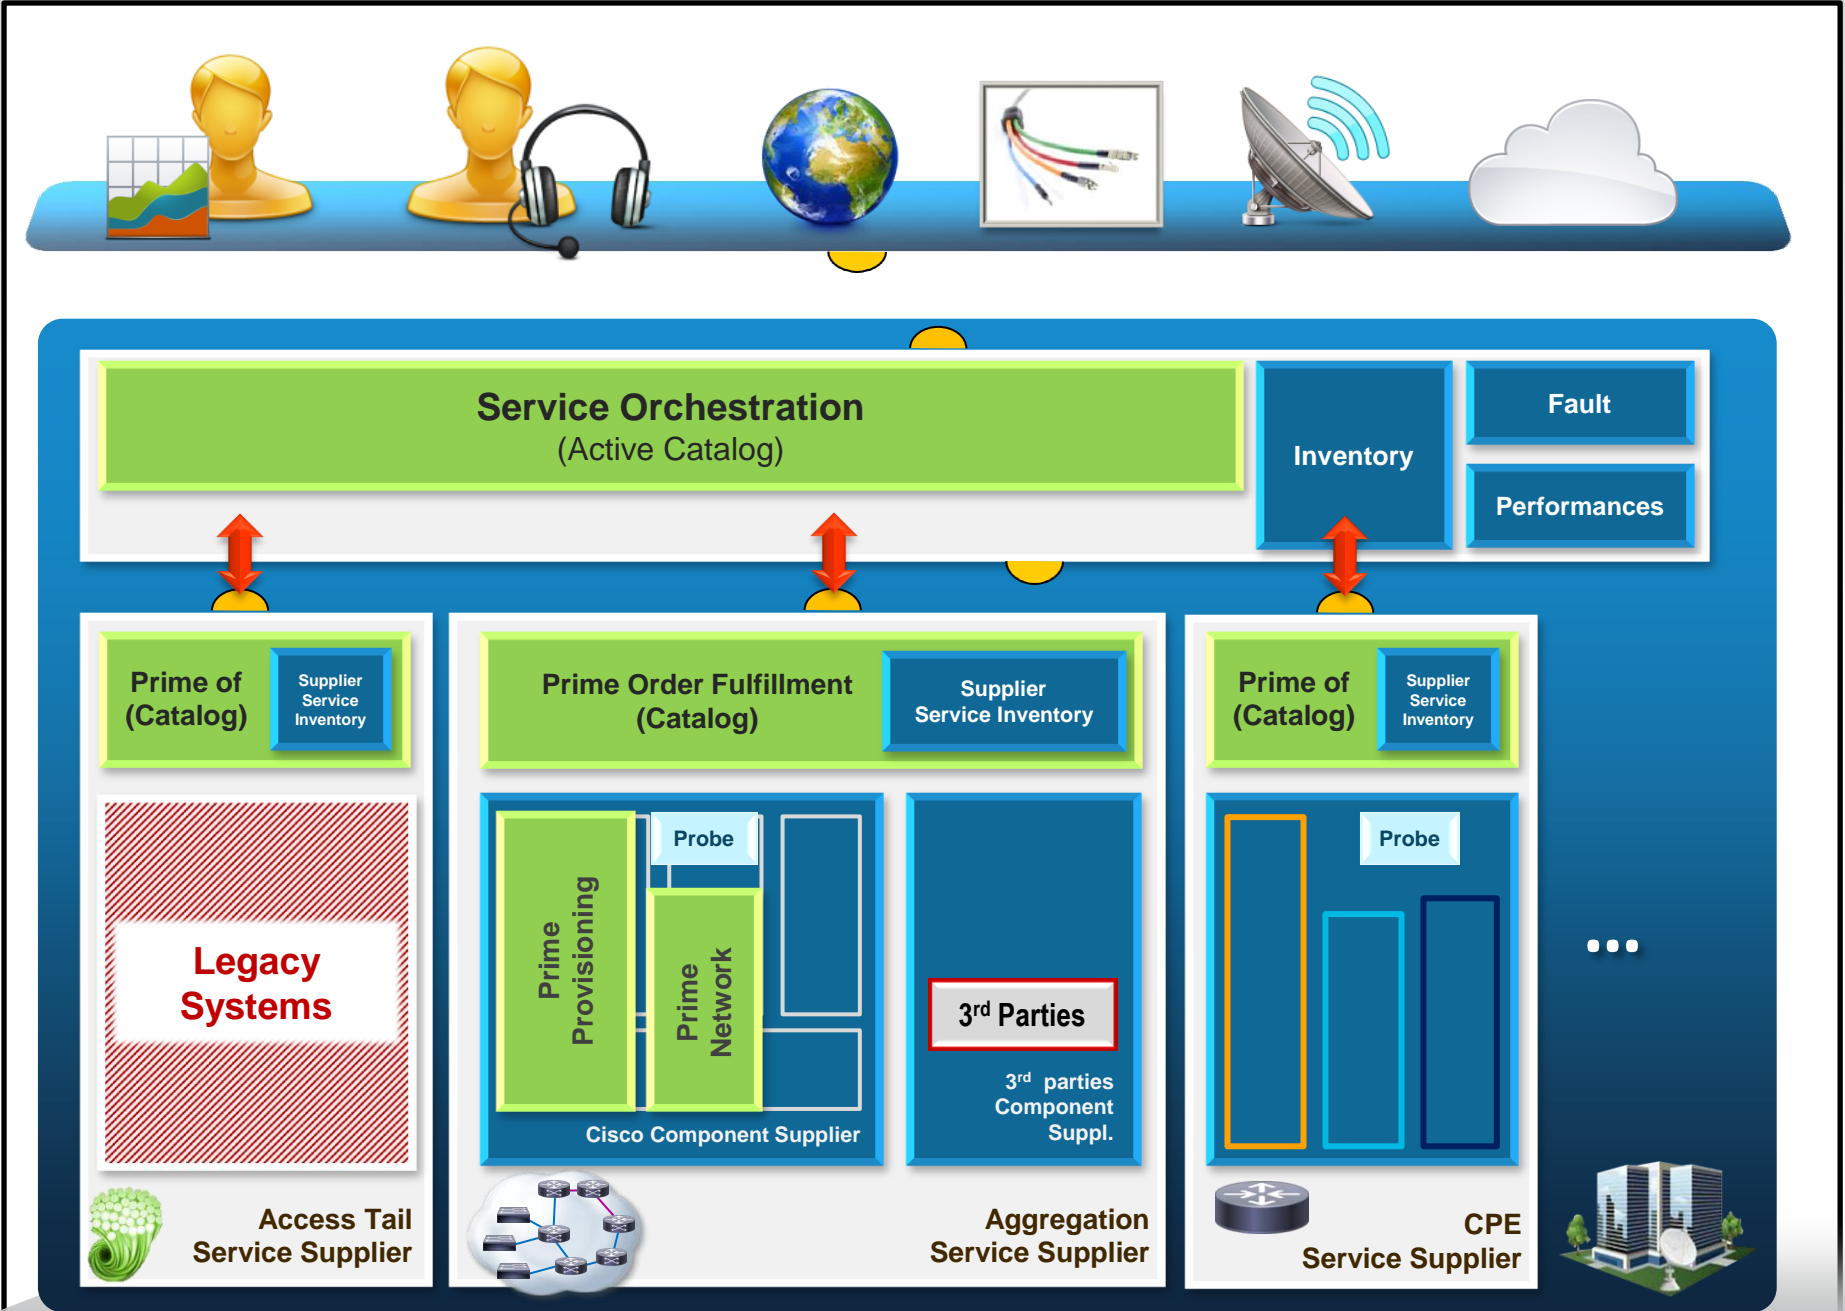 Service Orchestration
(Active Catalog)
Inventory
Fault
Performances
Prime of
(Catalog)
Supplier
Service
Inventory
Prime Order Fulfillment
(Catalog)
Supplier
Service Inventory
Prime of
(Catalog)
Supplier
Service
Inventory
Legacy
Systems
Prime
Provisioning
Probe
Prime
Network
Cisco Component Supplier
3rd Parties
3rd parties
Component
Suppl.
Probe
...
Access Tail
Service Supplier
Aggregation
Service Supplier
CPE
Service Supplier